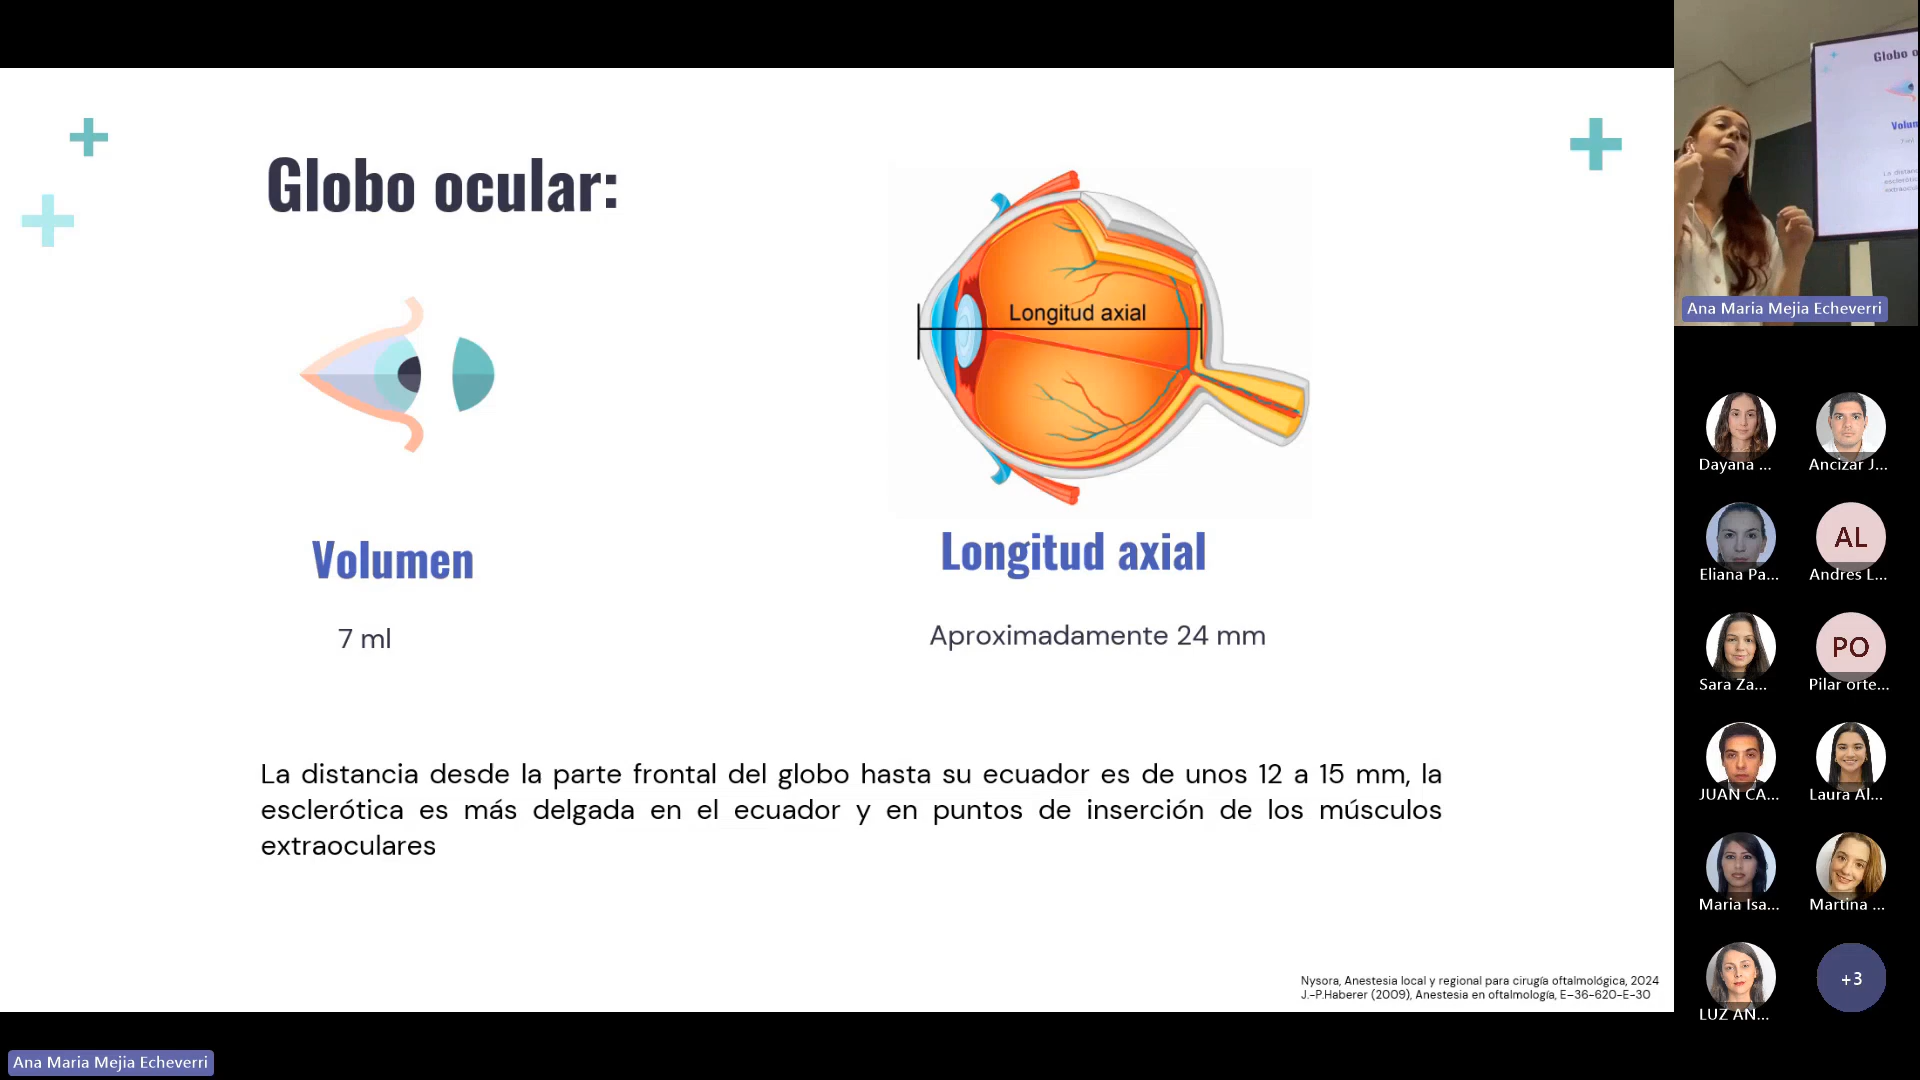 Globo ocular:
Longitud axial
Volumen
Longitud axial
7 ml
Aproximadamente 24 mm
La distancia desde la parte frontal del globo hasta su ecuador es de unos 12 a 15 mm, la
esclerótica es más delgada en el ecuador y en puntos de inserción de los músculos
extraoculares
Nysora, Anestesia local y regional para cirugía oftalmológica, 2024
J.-P.Haberer (2009), Anestesia en oftalmología, E-36-620-E-30
Ana Maria Mejia Echeverri
Globo o
Volun
Ana Maria Mejia Echeverri
Dayana ...
Ancizar J...
Eliana Pa...
AL
Andres L...
Sara Za...
PO
Pilar orte...
JUAN CA...
Laura Al...
Maria Isa...
Martina ...
LUZ AN...
+3